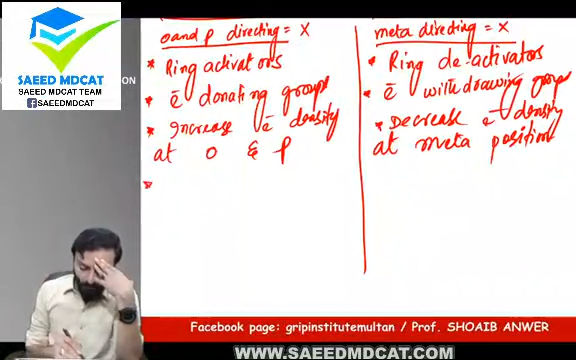 SAEED MDCAT
SAEED MDCAT TEAM
f/SAEEDMDCAT
o and p directing = X
* Ring activators
* ē donating groups
* Increase ē density
at o & p
*
meta directing = X
* Ring de-activators
* ē withdrawing groups
* Decrease ē density
at meta position
Facebook page: gripinstitutemultan / Prof. SHOAIB ANWER
WWW.SAEEDMDCAT.COM